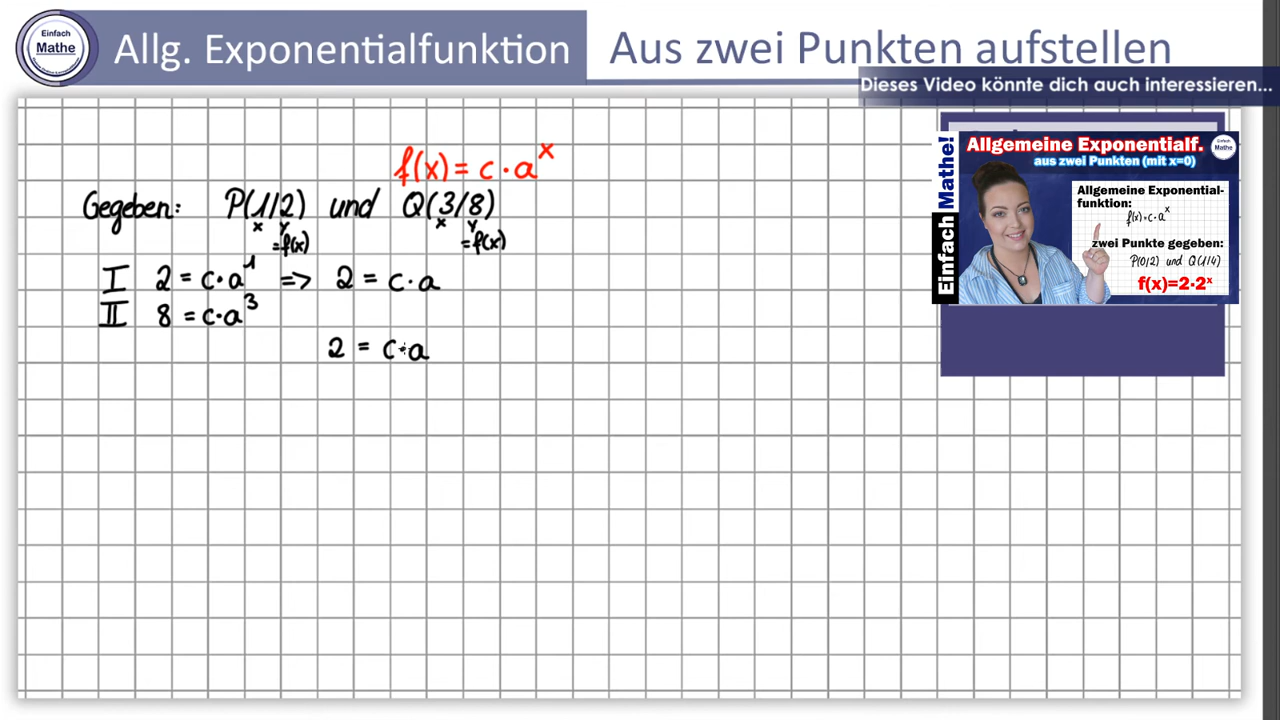 Einfach
Mathe
Allg. Exponentialfunktion
Aus zwei Punkten aufstellen
Dieses Video könnte dich auch interessieren...
f(x) = c · a^x
Gegeben: P(1/2) und Q(3/8)
x y x y
=f(x) =f(x)
I 2 = c · a^1 => 2 = c · a
II 8 = c · a^3
2 = c · a
Einfach Mathe!
Allgemeine Exponentialf.
aus zwei Punkten (mit x=0)
Einfach
Mathe
Allgemeine Exponential-
funktion:
f(x)=c·a^x
zwei Punkte gegeben:
P(0/2) und Q(1/4)
f(x)=2·2^x